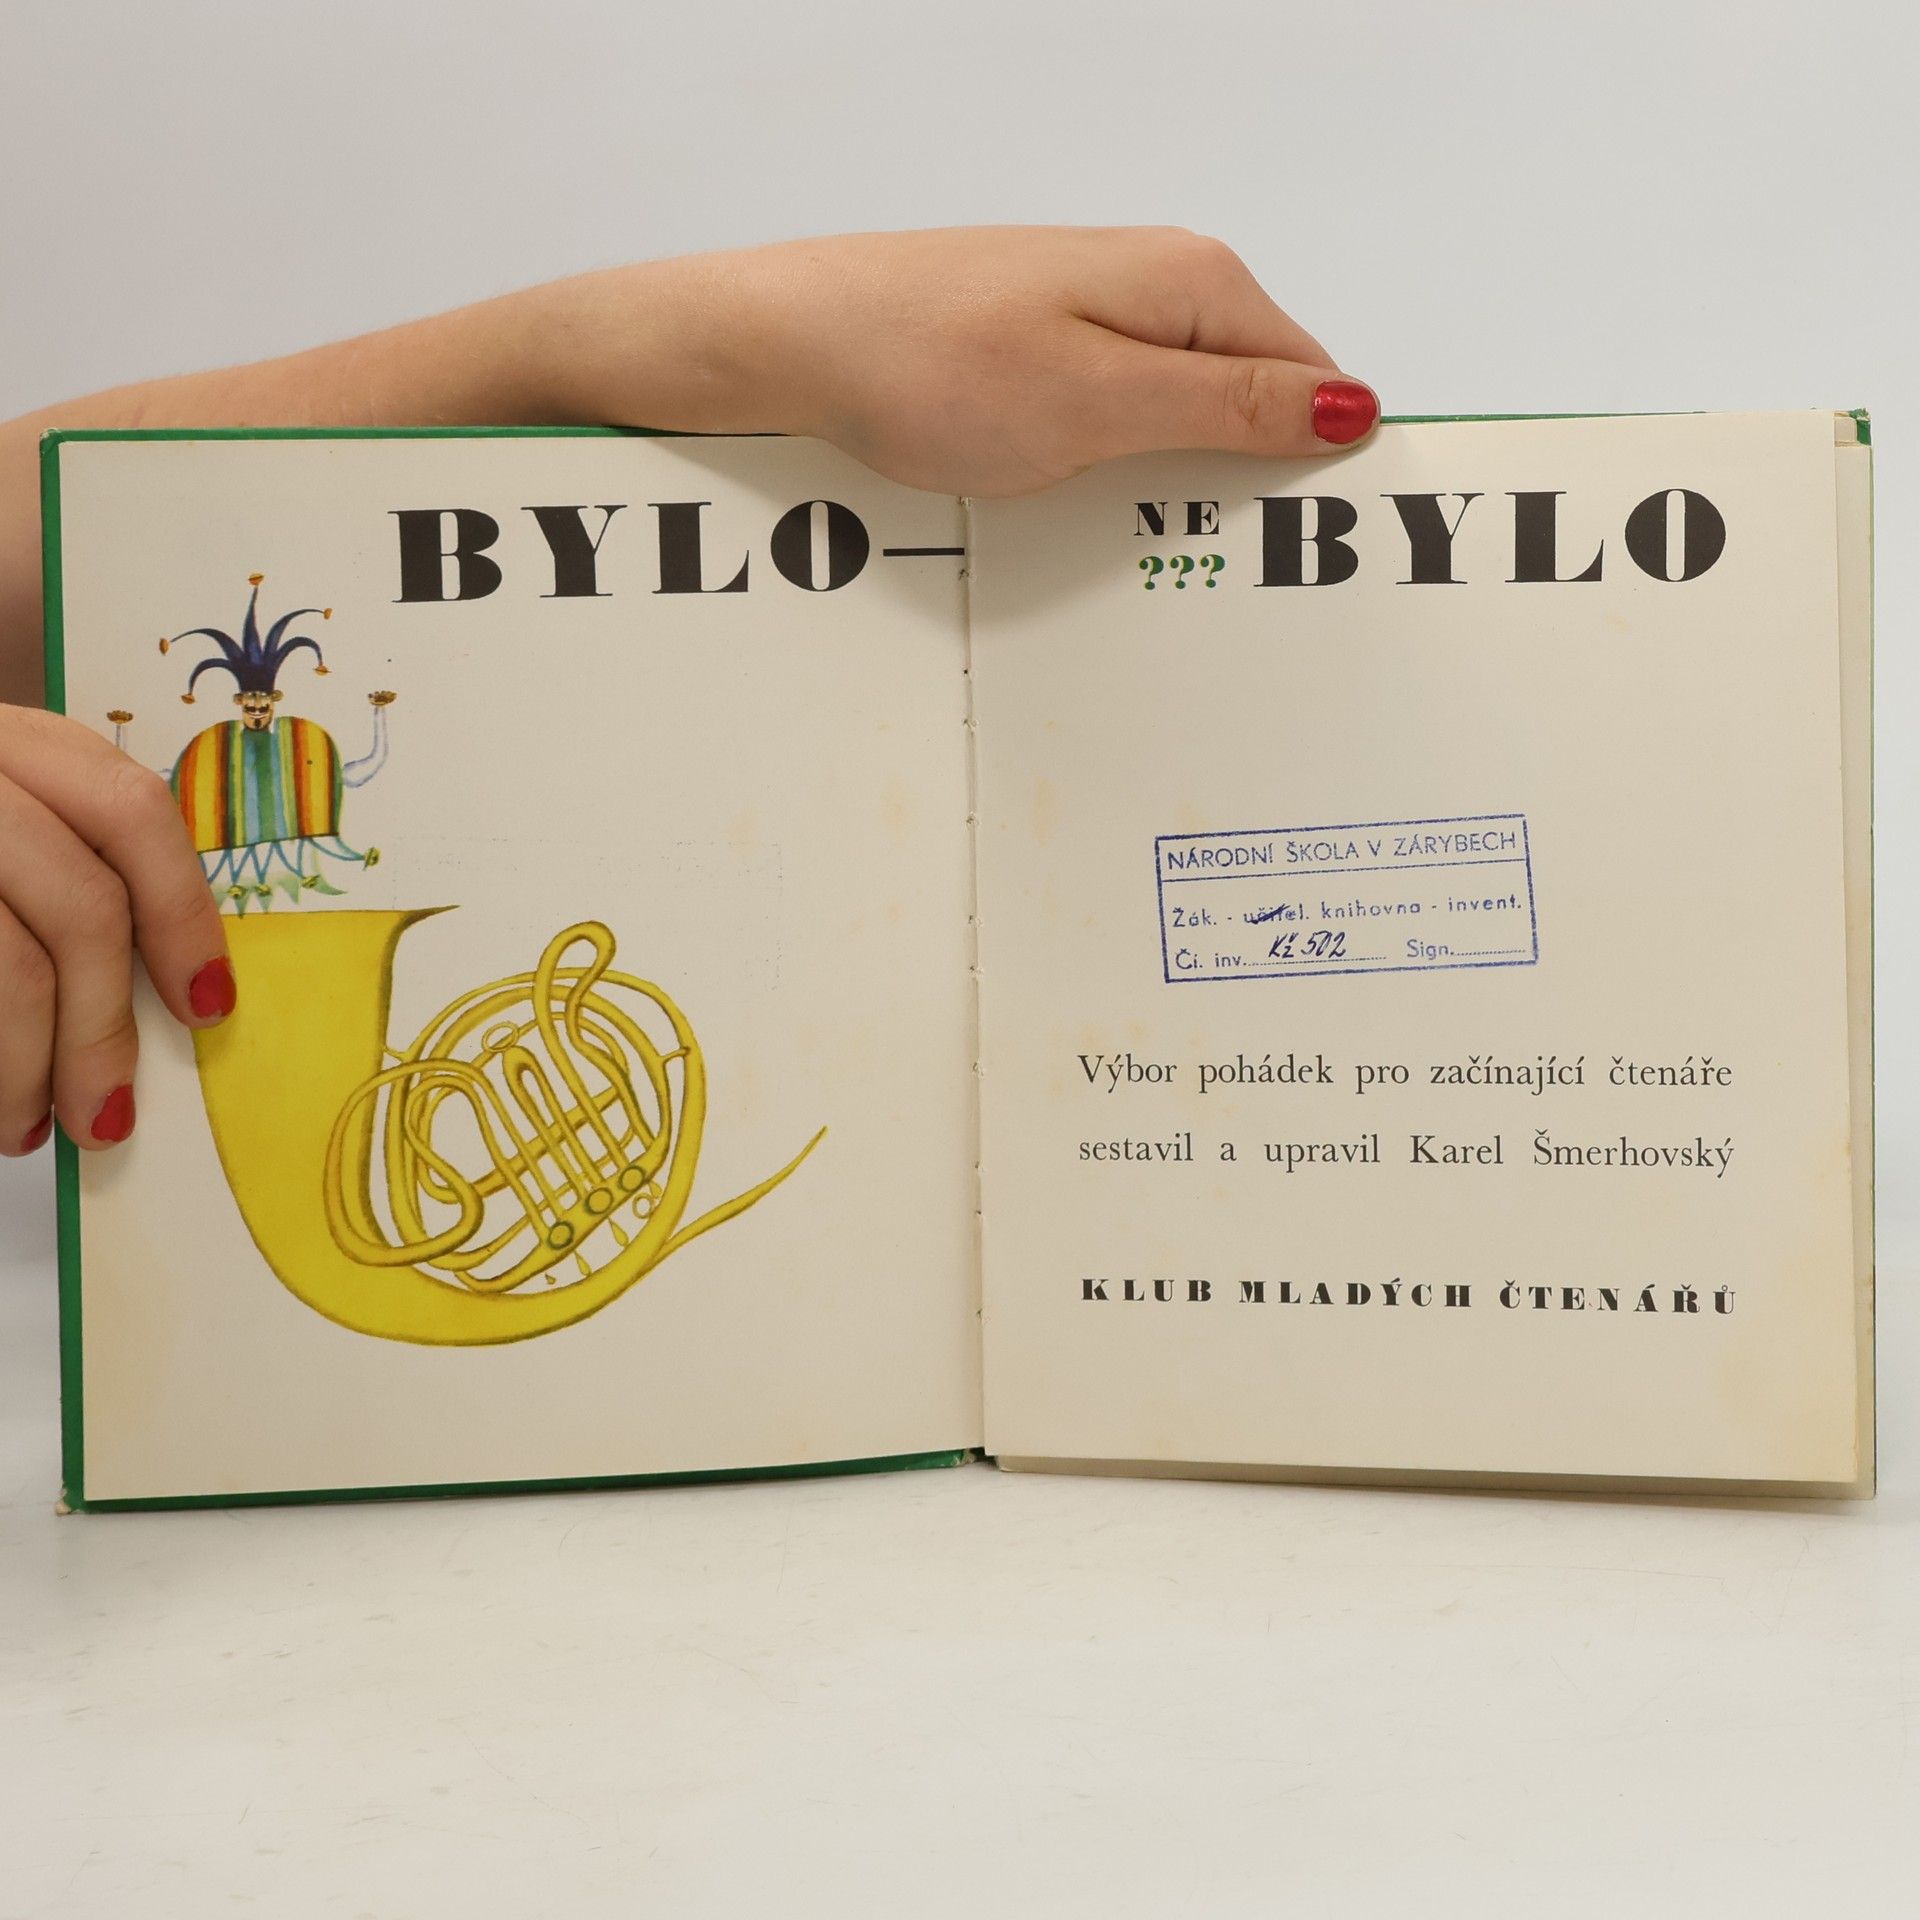 BYLO—
NE BYLO
???
NÁRODNÍ ŠKOLA V ZÁRYBECH
Žák. - učitel. knihovna - invent.
Čí. inv. Kž 502 Sign.
Výbor pohádek pro začínající čtenáře
sestavil a upravil Karel Šmerhovský
KLUB MLADÝCH ČTENÁŘŮ